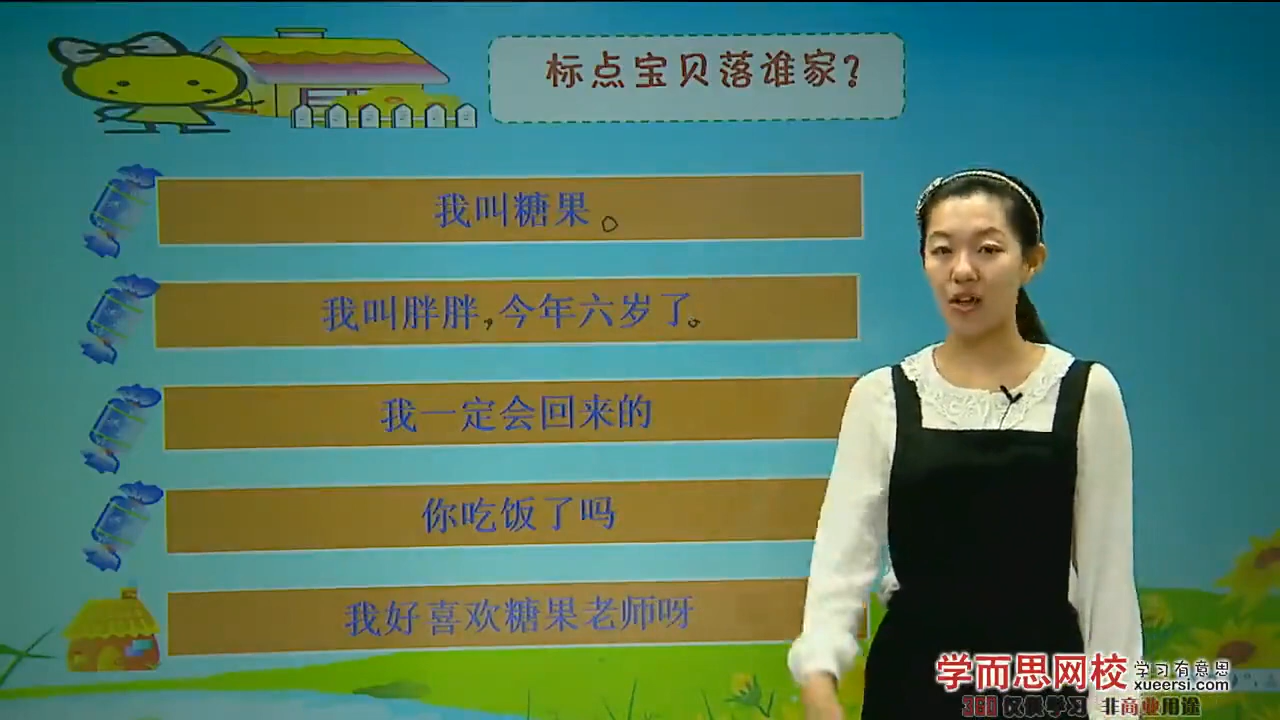 标点宝贝落谁家?
我叫糖果。
我叫胖胖,今年六岁了。
我一定会回来的
你吃饭了吗
我好喜欢糖果老师呀
学而思网校 学习有意思
xueersi.com
360 仅供学习 非商业用途